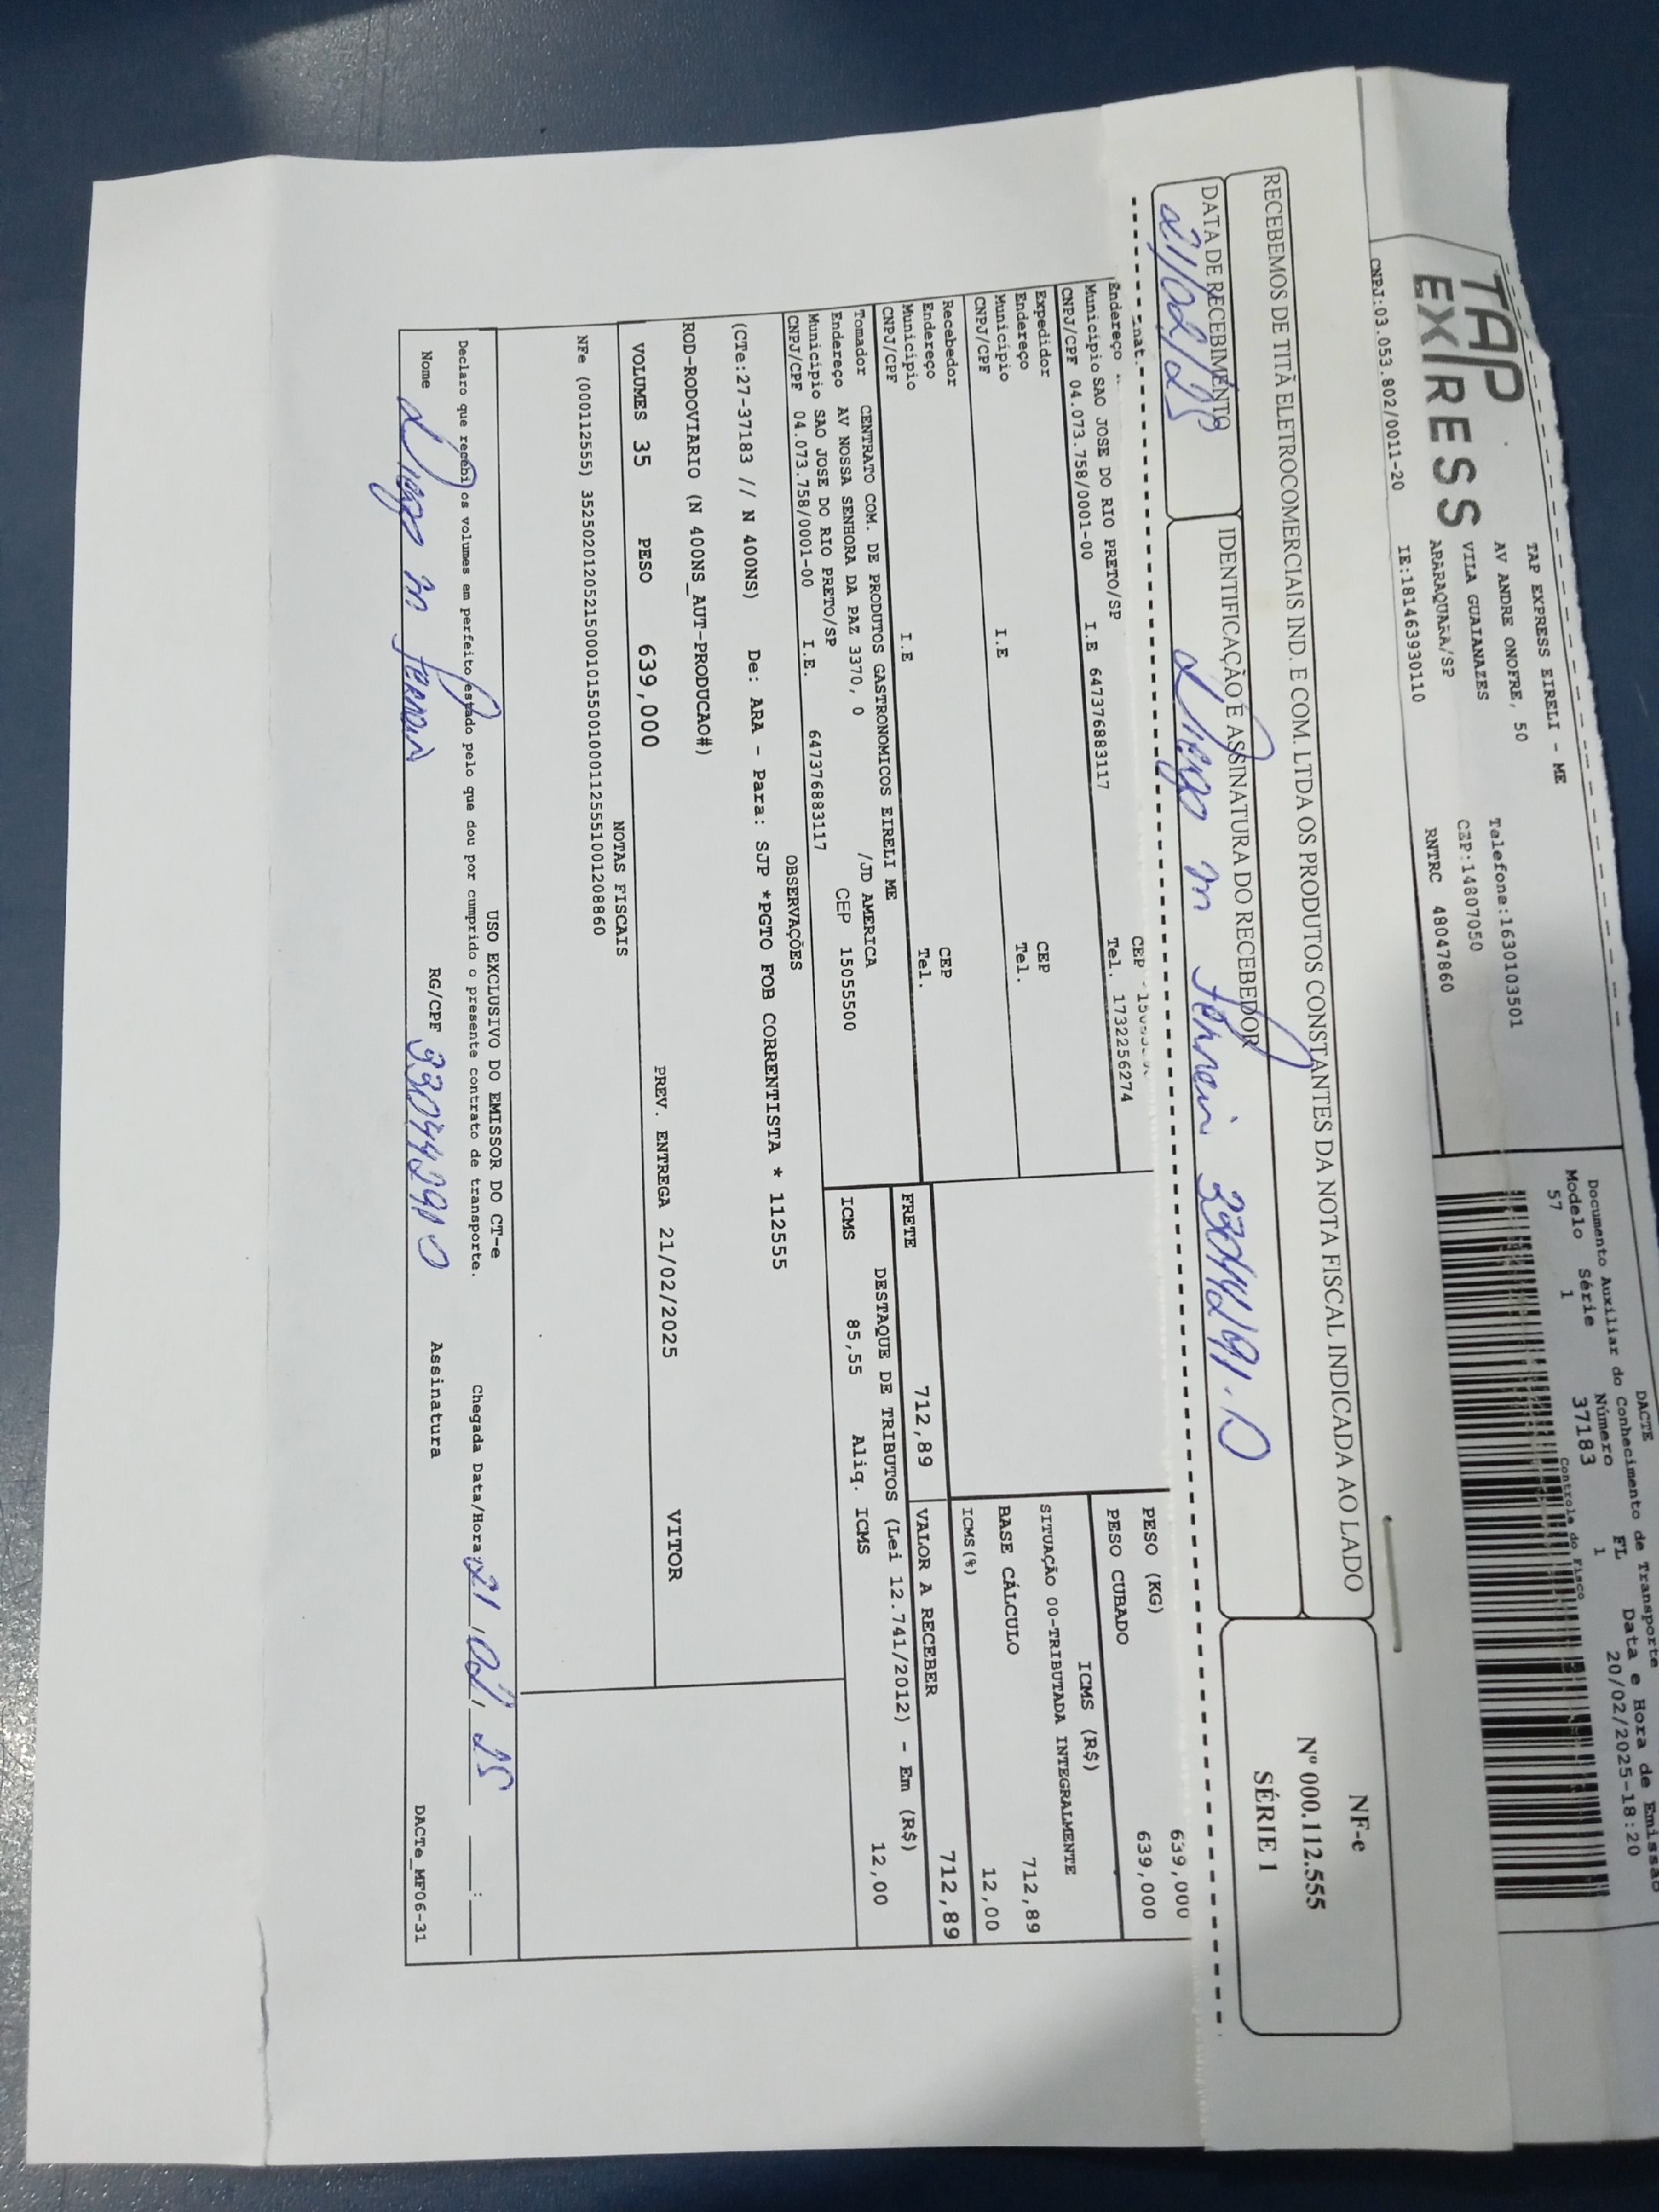 TAP
EXPRESS
TAP EXPRESS EIRELI - ME
AV ANDRE ONOFRE, 50
Telefone:1630103501
VILA GUAIANAZES
CEP:14807050
ARARAQUARA/SP
RNTRC 48047860
CNPJ:03.053.802/0011-20
IE:181463930110
DACTE
Documento Auxiliar do Conhecimento de Transporte
Modelo Série Número FL Data e Hora de Emissão
57 1 37183 1 20/02/2025-18:20
Controle do Fisco
RECEBEMOS DE TITÃ ELETROCOMERCIAIS IND. E COM. LTDA OS PRODUTOS CONSTANTES DA NOTA FISCAL INDICADA AO LADO
NF-e
Nº 000.112.555
SÉRIE 1
DATA DE RECEBIMENTO
21/02/25
IDENTIFICAÇÃO E ASSINATURA DO RECEBEDOR
Endereço
CEP
Município SAO JOSE DO RIO PRETO/SP
Tel. 1732256274
CNPJ/CPF 04.073.758/0001-00 I.E 647376883117
Expedidor
Endereço
CEP
Município
Tel.
CNPJ/CPF I.E
Recebedor
Endereço
CEP
Município
Tel.
CNPJ/CPF I.E
PESO (KG) 639,000
PESO CUBADO 639,000
ICMS (R$)
SITUAÇÃO 00-TRIBUTADA INTEGRALMENTE
BASE CÁLCULO 712,89
ICMS(%) 12,00
FRETE 712,89 VALOR A RECEBER 712,89
Tomador CENTRATO COM. DE PRODUTOS GASTRONOMICOS EIRELI ME
Endereço AV NOSSA SENHORA DA PAZ 3370, 0 /JD AMERICA
Município SAO JOSE DO RIO PRETO/SP CEP 15055500
CNPJ/CPF 04.073.758/0001-00 I.E. 647376883117
DESTAQUE DE TRIBUTOS (Lei 12.741/2012) - Em (R$)
ICMS 85,55 Aliq. ICMS 12,00
OBSERVAÇÕES
(CTe:27-37183 // N 400NS) De: ARA - Para: SJP *PGTO FOB CORRENTISTA * 112555
ROD-RODOVIARIO (N 400NS_AUT-PRODUCAO#)
VOLUMES 35 PESO 639,000 PREV. ENTREGA 21/02/2025 VITOR
NOTAS FISCAIS
NFe (000112555) 35250201205215000101550010001125551001208860
USO EXCLUSIVO DO EMISSOR DO CT-e
Declaro que recebi os volumes em perfeito estado pelo que dou por cumprido o presente contrato de transporte.
Chegada Data/Hora: 21/02/25 :
Nome
RG/CPF
Assinatura
DACTe_MF06-31